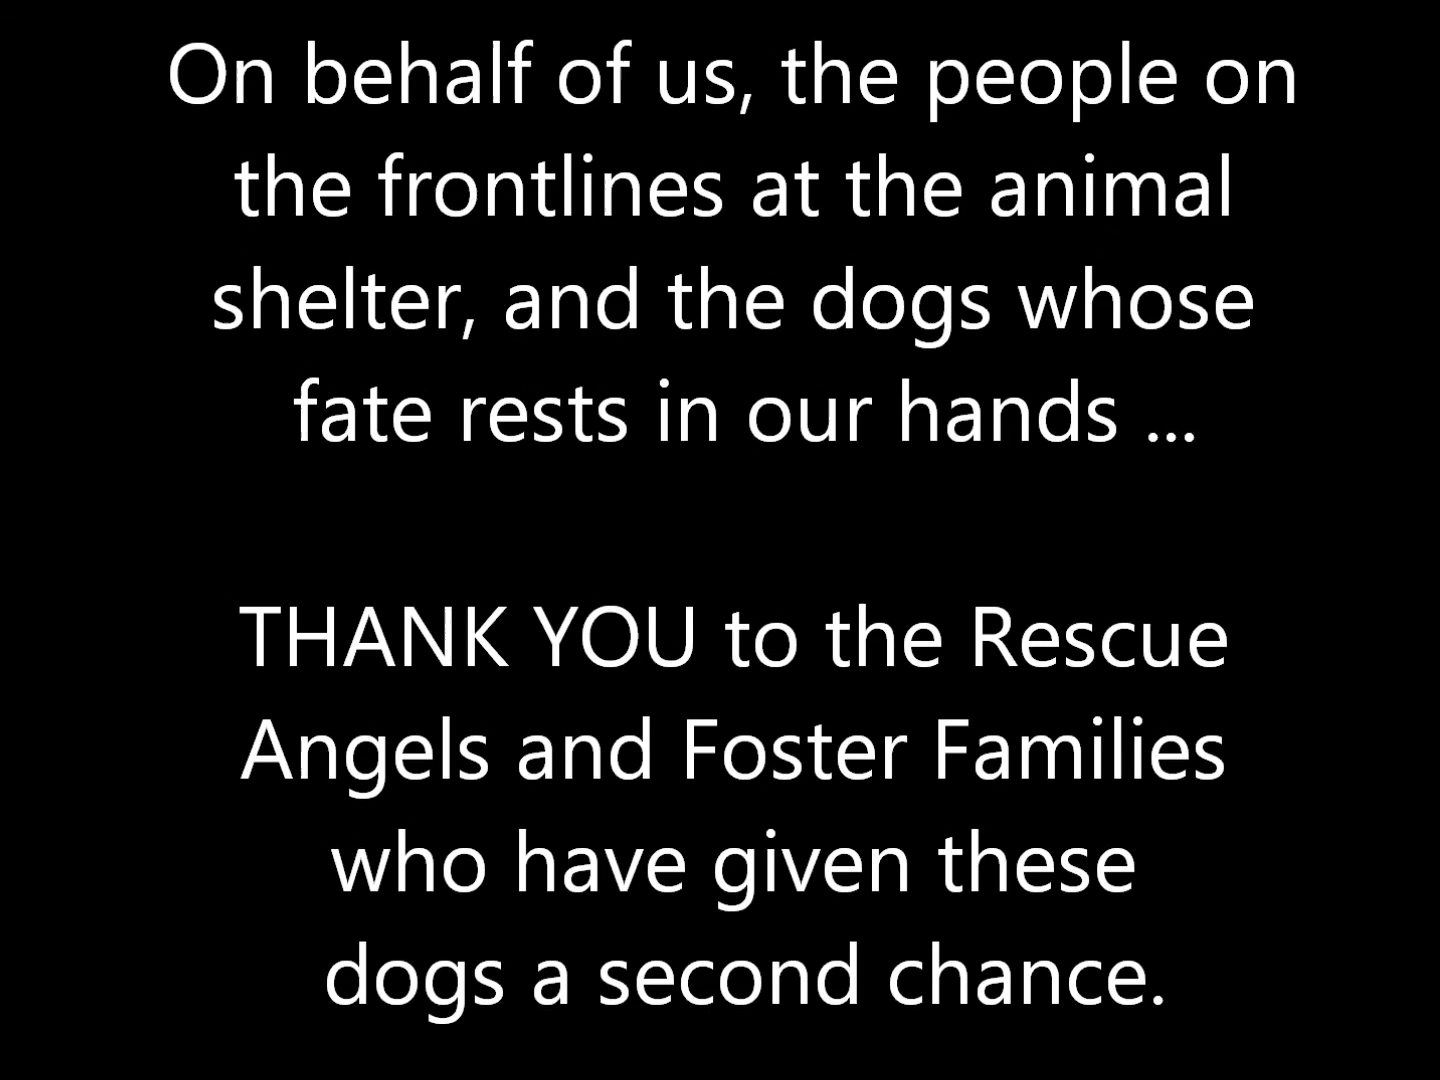 On behalf of us, the people on
the frontlines at the animal
shelter, and the dogs whose
fate rests in our hands ...
THANK YOU to the Rescue
Angels and Foster Families
who have given these
dogs a second chance.